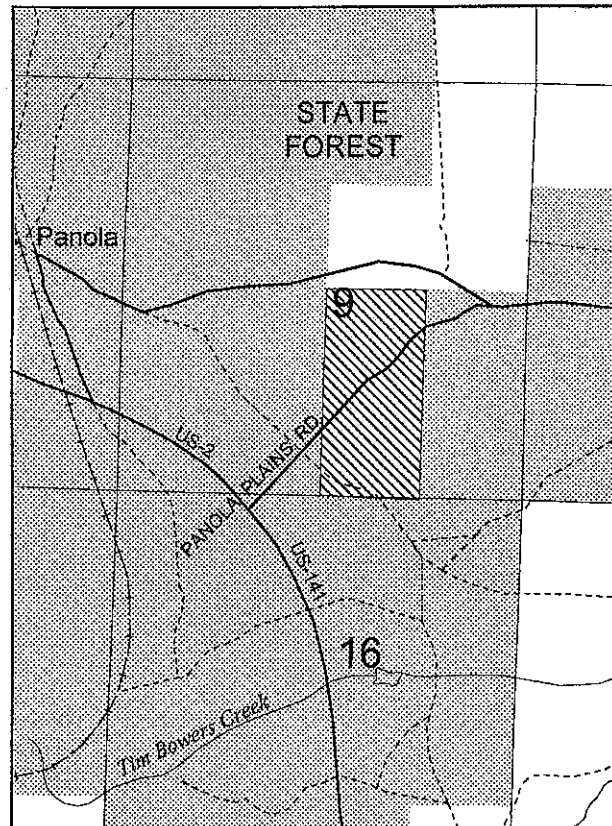 STATE
FOREST
Panola
9
US-2
PANOLA PLAINS RD.
US-141
16
Tim Bowers Creek